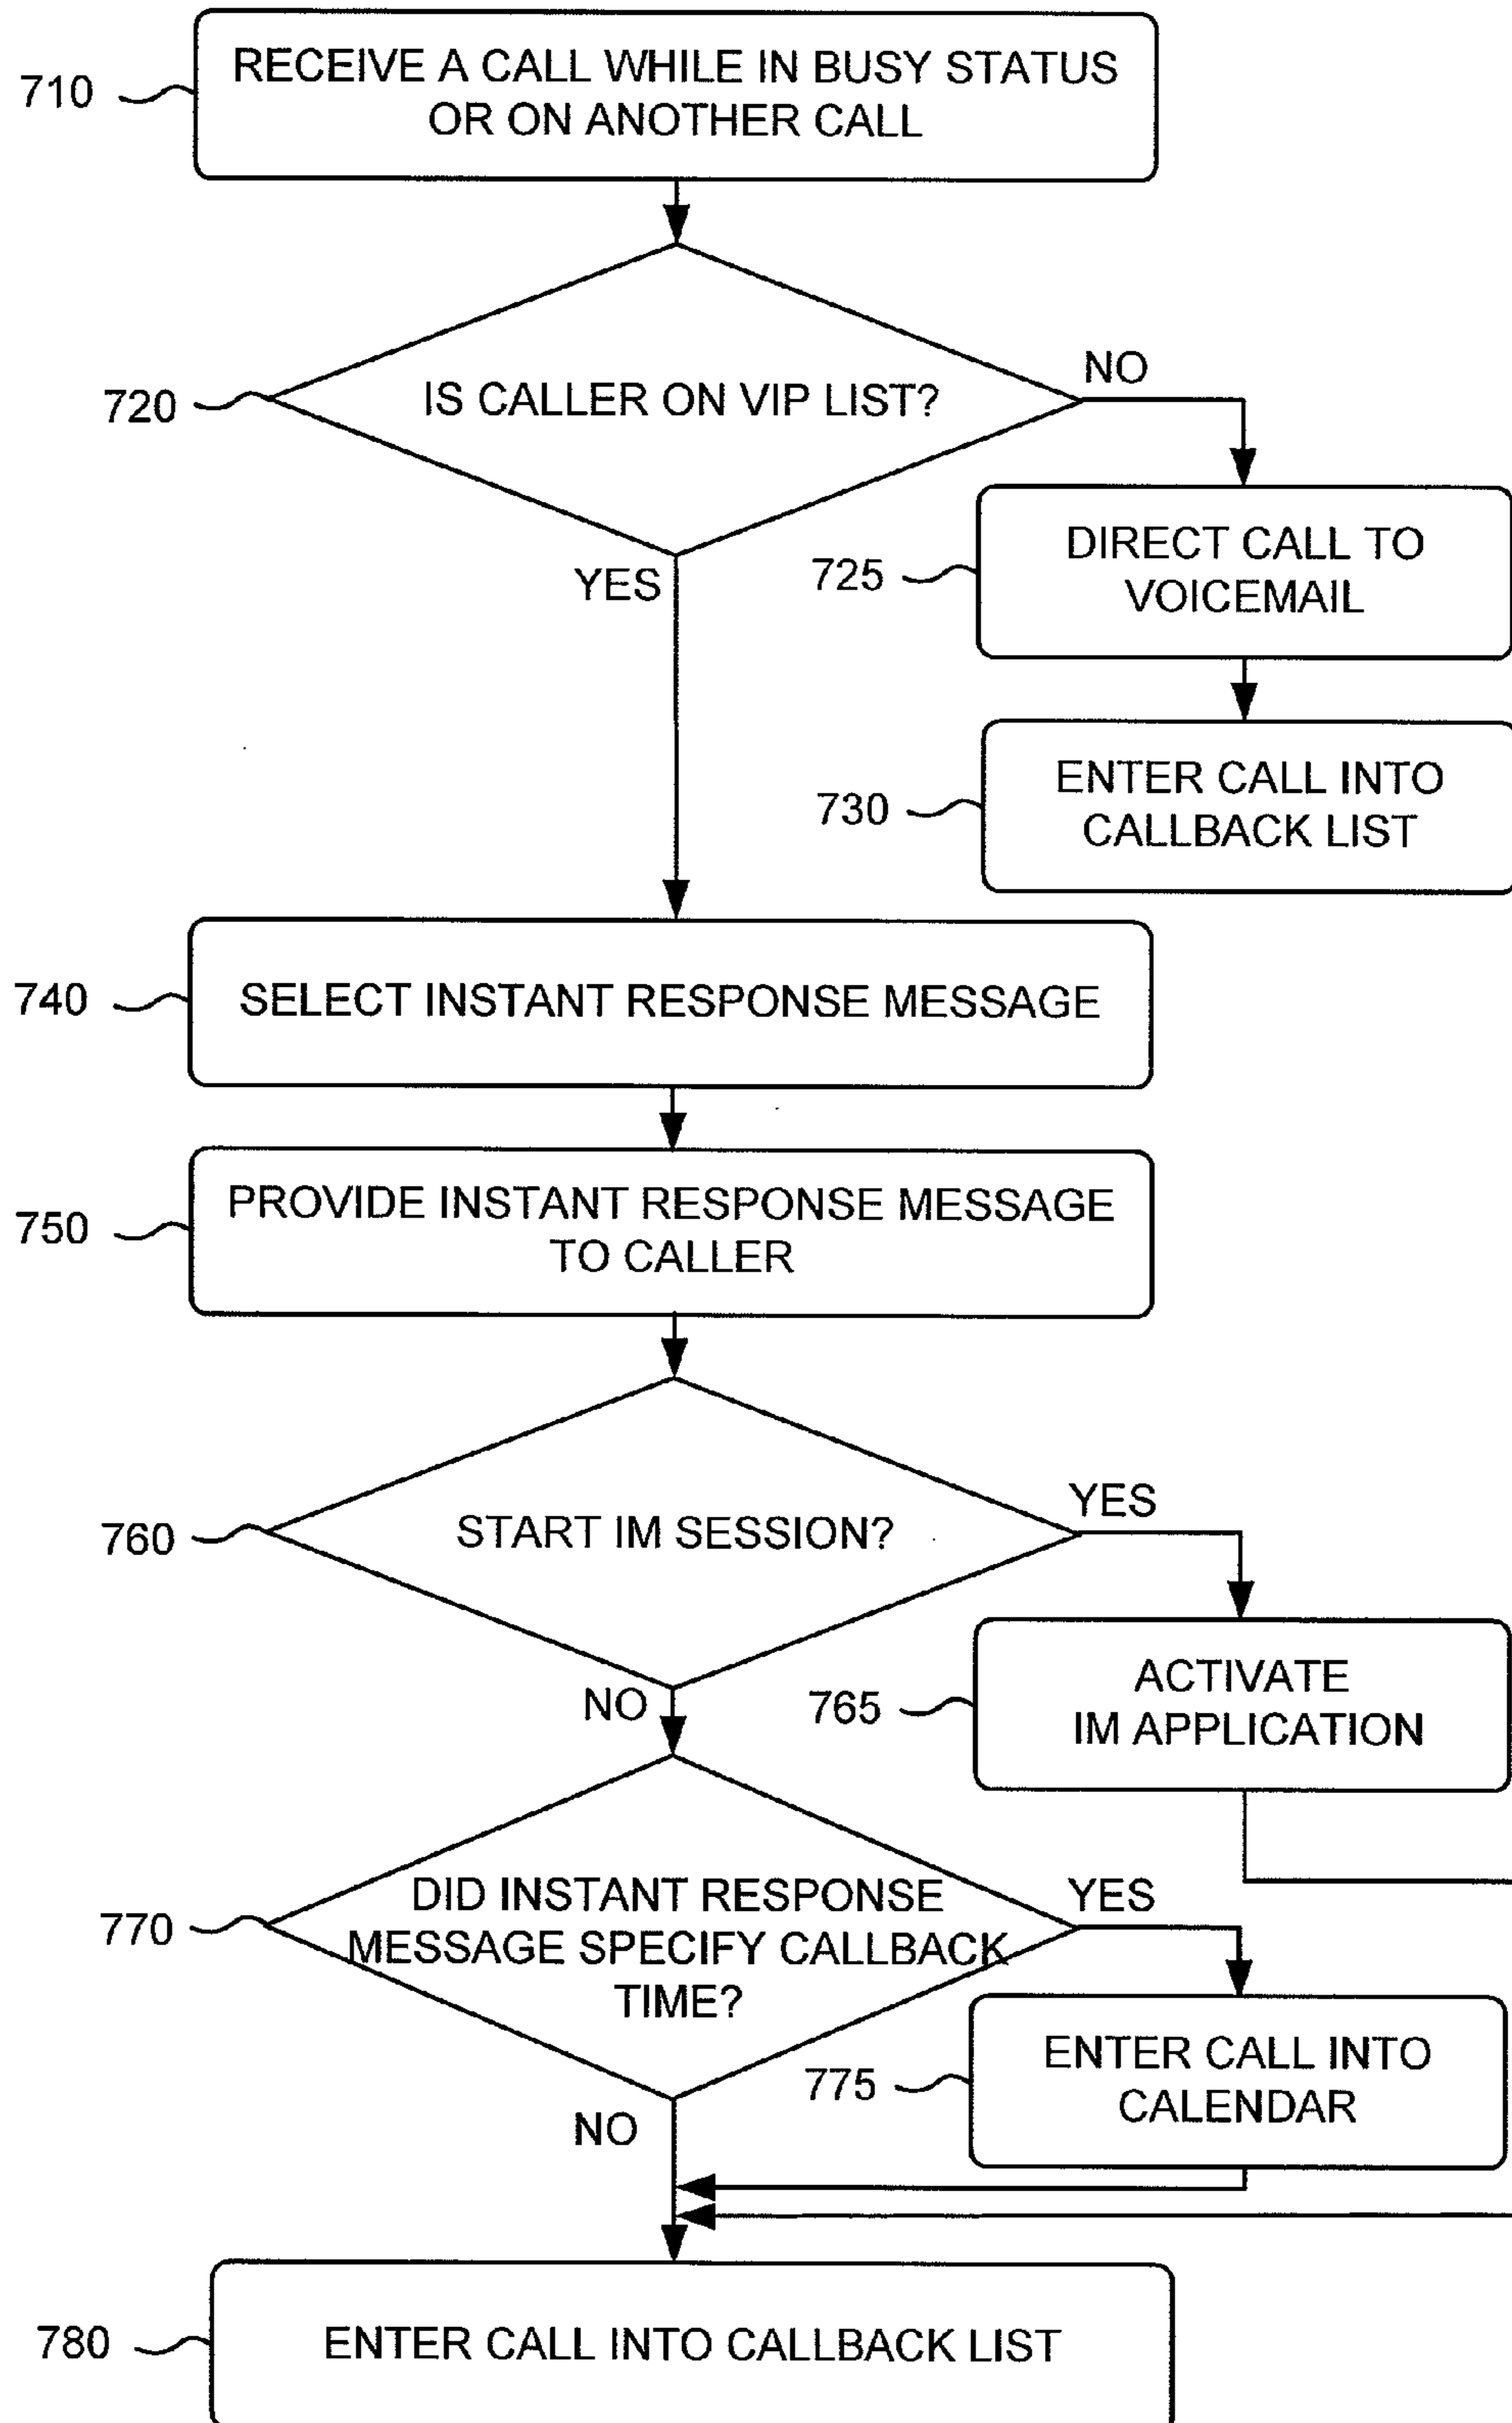 710
RECEIVE A CALL WHILE IN BUSY STATUS
OR ON ANOTHER CALL
720
IS CALLER ON VIP LIST?
NO
YES
725
DIRECT CALL TO
VOICEMAIL
730
ENTER CALL INTO
CALLBACK LIST
740
SELECT INSTANT RESPONSE MESSAGE
750
PROVIDE INSTANT RESPONSE MESSAGE
TO CALLER
760
START IM SESSION?
YES
NO
765
ACTIVATE
IM APPLICATION
770
DID INSTANT RESPONSE
MESSAGE SPECIFY CALLBACK
TIME?
YES
NO
775
ENTER CALL INTO
CALENDAR
780
ENTER CALL INTO CALLBACK LIST